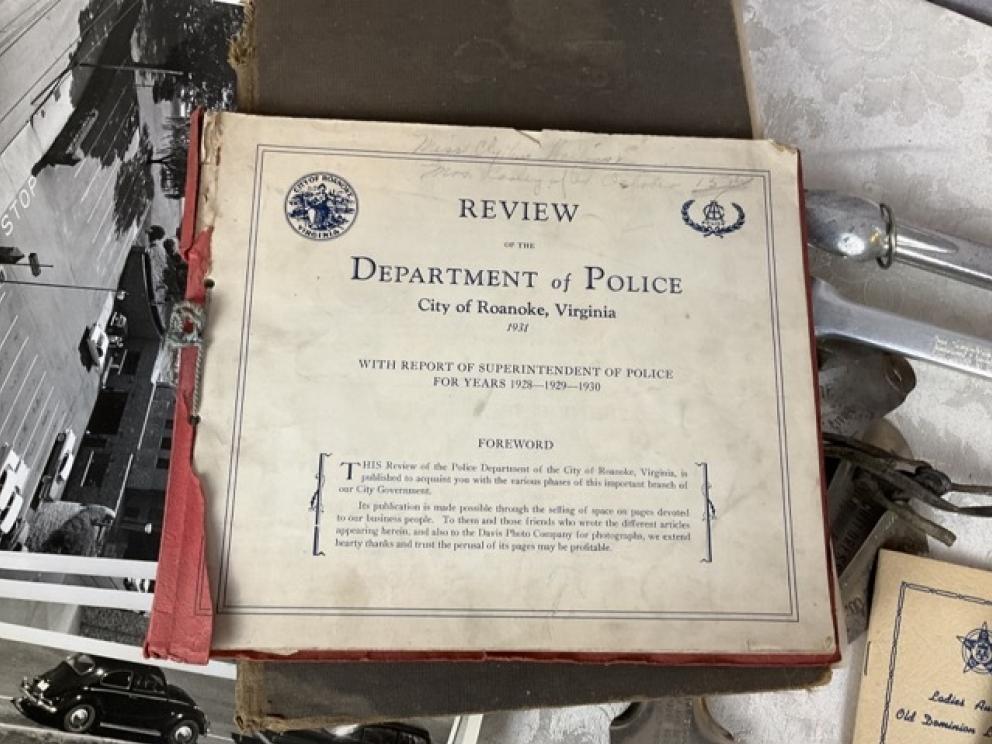 STOP
Miss
Mrs. October 15
CITY OF ROANOKE
VIRGINIA
REVIEW
OF THE
DEPARTMENT of POLICE
City of Roanoke, Virginia
1931
WITH REPORT OF SUPERINTENDENT OF POLICE
FOR YEARS 1928—1929—1930
FOREWORD
THIS Review of the Police Department of the City of Roanoke, Virginia, is
published to acquaint you with the various phases of this important branch of
our City Government.
Its publication is made possible through the selling of space on pages devoted
to our business people. To them and those friends who wrote the different articles
appearing herein, and also to the Davis Photo Company for photographs, we extend
hearty thanks and trust the perusal of its pages may be profitable.
Ladies Au
Old Dominion L